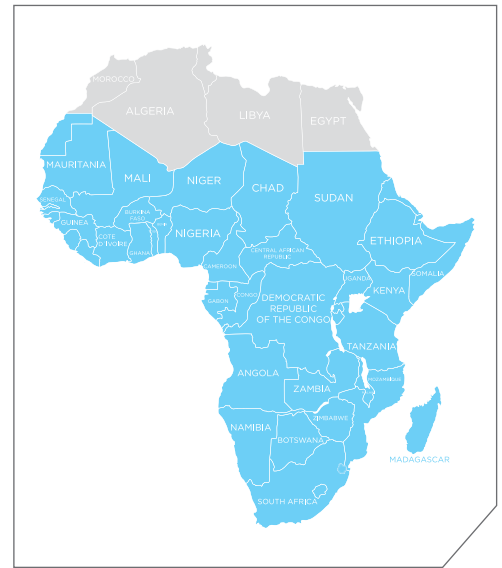 MOROCCO
ALGERIA
LIBYA
EGYPT
MAURITANIA
MALI
NIGER
CHAD
SUDAN
SENEGAL
GUINEA
BURKINA
FASO
COTE
D'IVOIRE
GHANA
NIGERIA
CAMEROON
CENTRAL AFRICAN
REPUBLIC
ETHIOPIA
SOMALIA
UGANDA
KENYA
GABON
CONGO
DEMOCRATIC
REPUBLIC
OF THE CONGO
TANZANIA
ANGOLA
ZAMBIA
MOZAMBIQUE
ZIMBABWE
NAMIBIA
BOTSWANA
MADAGASCAR
SOUTH AFRICA